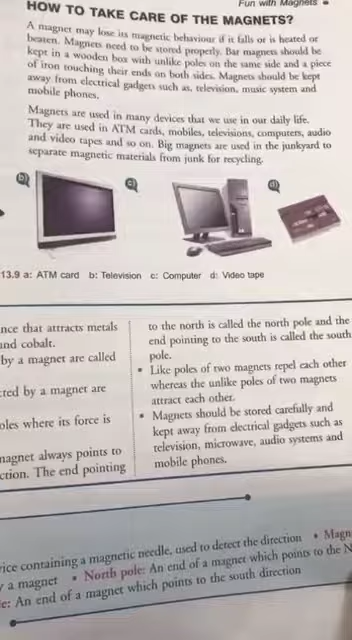 Fun with Magnets
HOW TO TAKE CARE OF THE MAGNETS?
A magnet may lose its magnetic behaviour if it falls or is heated or
beaten. Magnets need to be stored properly. Bar magnets should be
kept in a wooden box with unlike poles on the same side and a piece
of iron touching their ends on both sides. Magnets should be kept
away from electrical gadgets such as, television, music system and
mobile phones.
Magnets are used in many devices that we use in our daily life.
They are used in ATM cards, mobiles, televisions, computers, audio
and video tapes and so on. Big magnets are used in the junkyard to
separate magnetic materials from junk for recycling.
b) c) d)
13.9 a: ATM card b: Television c: Computer d: Video tape
nce that attracts metals
and cobalt.
by a magnet are called
cted by a magnet are
oles where its force is
magnet always points to
ction. The end pointing
to the north is called the north pole and the
end pointing to the south is called the south
pole.
• Like poles of two magnets repel each other
whereas the unlike poles of two magnets
attract each other.
• Magnets should be stored carefully and
kept away from electrical gadgets such as
television, microwave, audio systems and
mobile phones.
vice containing a magnetic needle, used to detect the direction • Magn
y a magnet • North pole: An end of a magnet which points to the N
le: An end of a magnet which points to the south direction